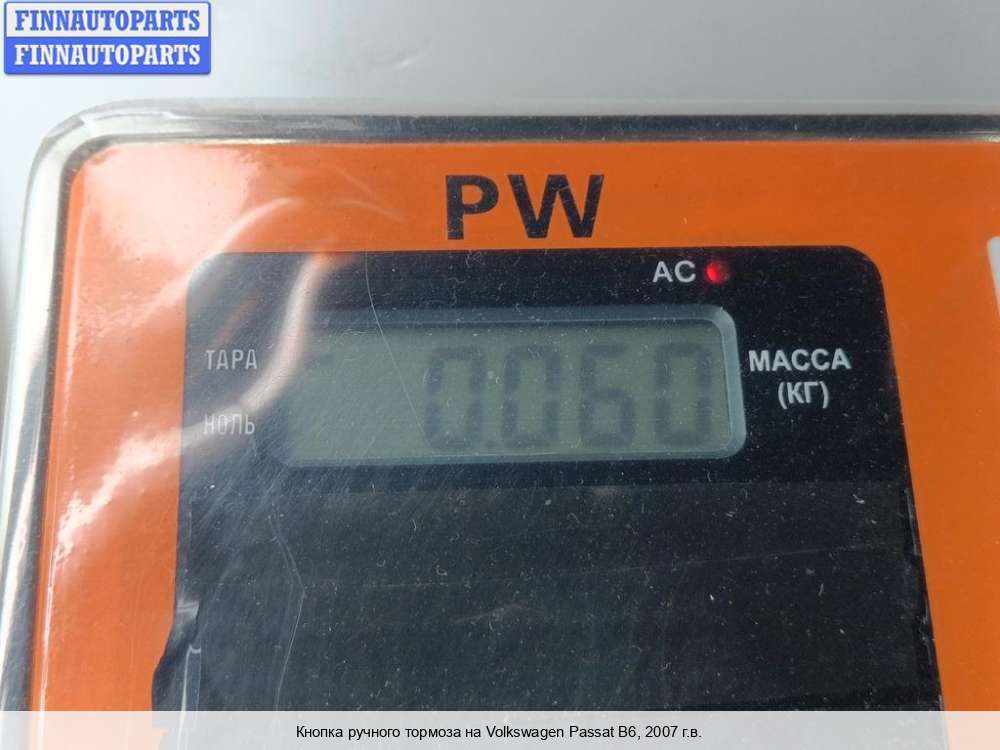 FINNAUTOPARTS
FINNAUTOPARTS
PW
AC
ТАРА
0.060
МАССА
(КГ)
НОЛЬ
Кнопка ручного тормоза на Volkswagen Passat B6, 2007 г.в.